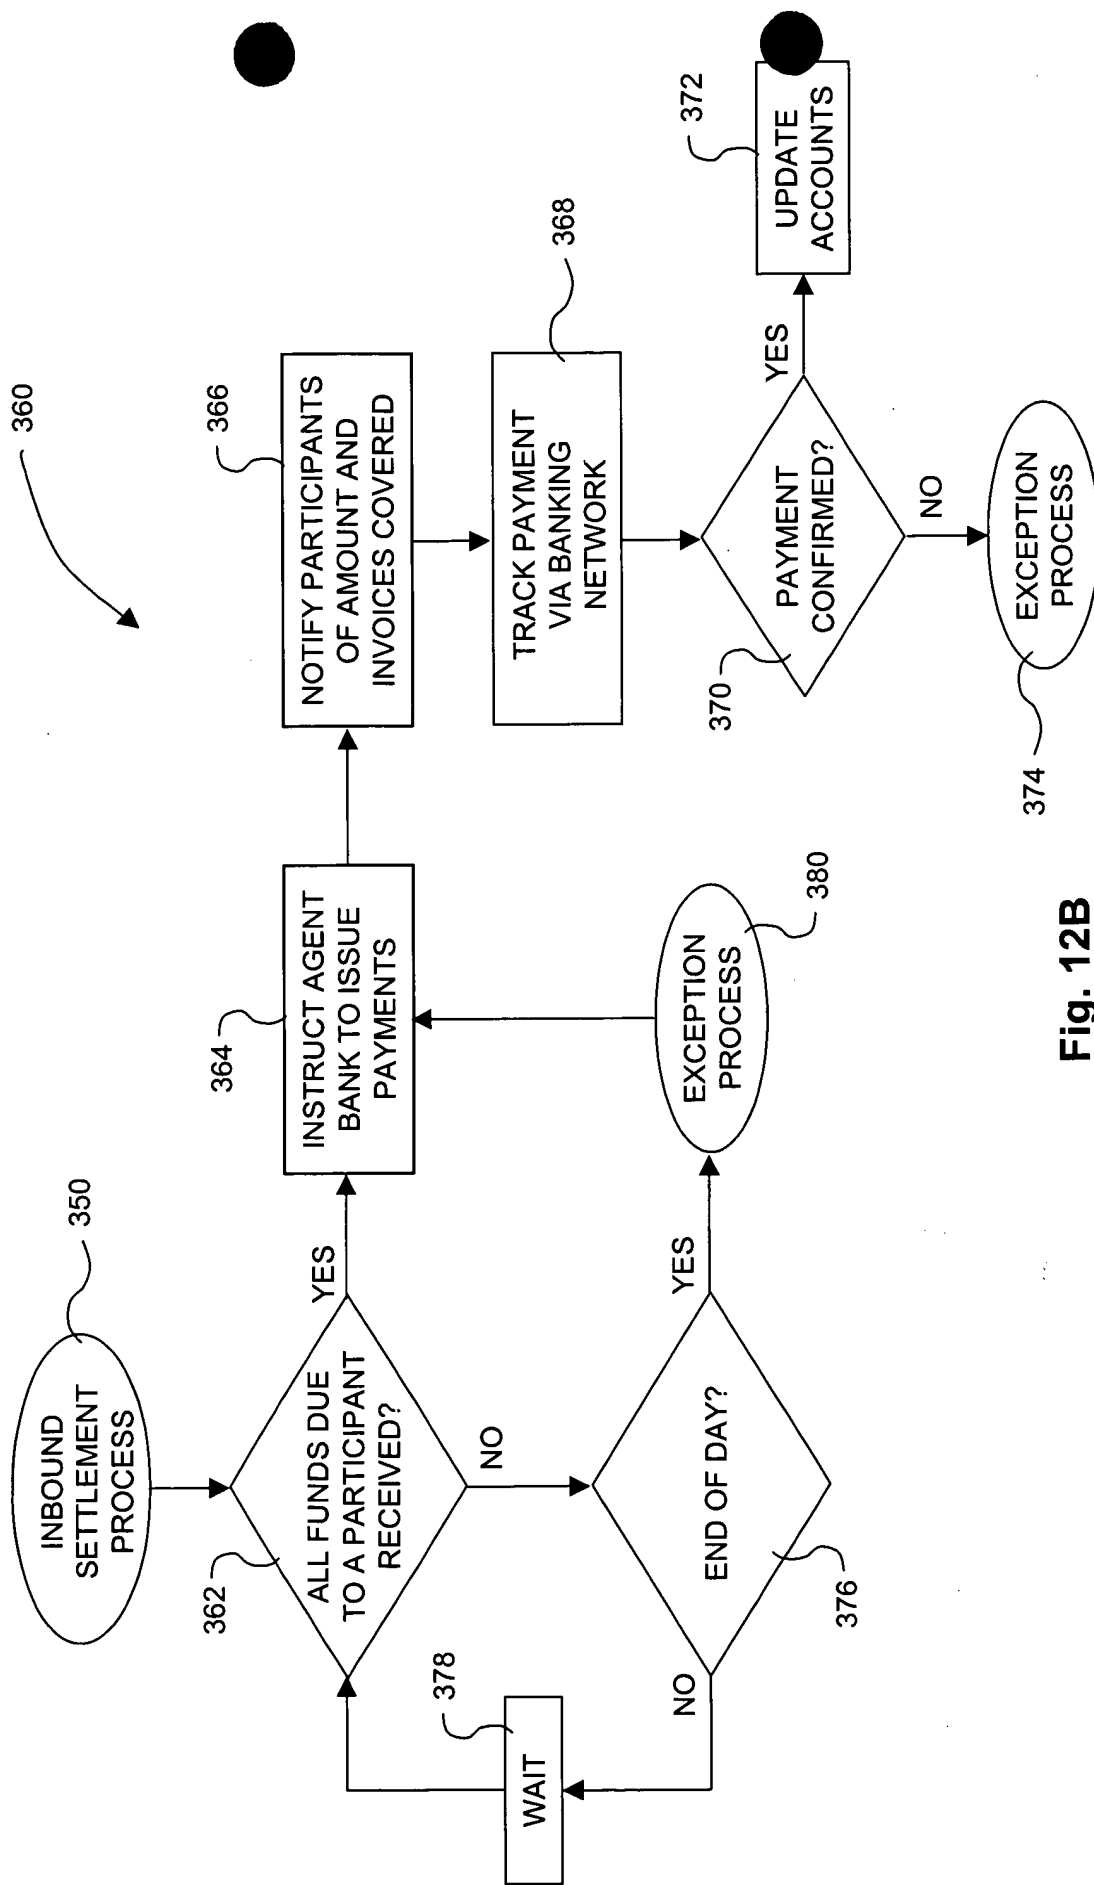 360
INBOUND
SETTLEMENT
PROCESS
350
362
ALL FUNDS DUE
TO A PARTICIPANT
RECEIVED?
YES
NO
364
INSTRUCT AGENT
BANK TO ISSUE
PAYMENTS
366
NOTIFY PARTICIPANTS
OF AMOUNT AND
INVOICES COVERED
TRACK PAYMENT
VIA BANKING
NETWORK
368
370
PAYMENT
CONFIRMED?
YES
NO
372
UPDATE
ACCOUNTS
374
EXCEPTION
PROCESS
378
WAIT
NO
END OF DAY?
376
YES
EXCEPTION
PROCESS
380
Fig. 12B